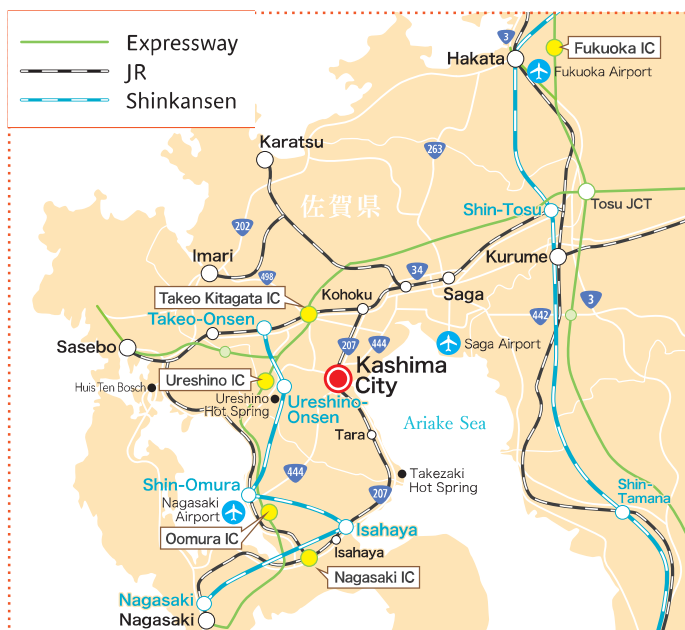 Expressway
JR
Shinkansen
3
Hakata
Fukuoka IC
Fukuoka Airport
Karatsu
263
佐賀県
202
Shin-Tosu
Tosu JCT
Imari
498
34
Kurume
Takeo Kitagata IC
Kohoku
Saga
3
442
Takeo-Onsen
Sasebo
207
444
Saga Airport
Kashima
City
Huis Ten Bosch
Ureshino IC
Ureshino
Hot Spring
Ureshino-
Onsen
Ariake Sea
Tara
444
Takezaki
Hot Spring
Shin-Omura
207
Shin-
Tamana
Nagasaki
Airport
Oomura IC
Isahaya
Isahaya
Nagasaki IC
Nagasaki
Nagasaki